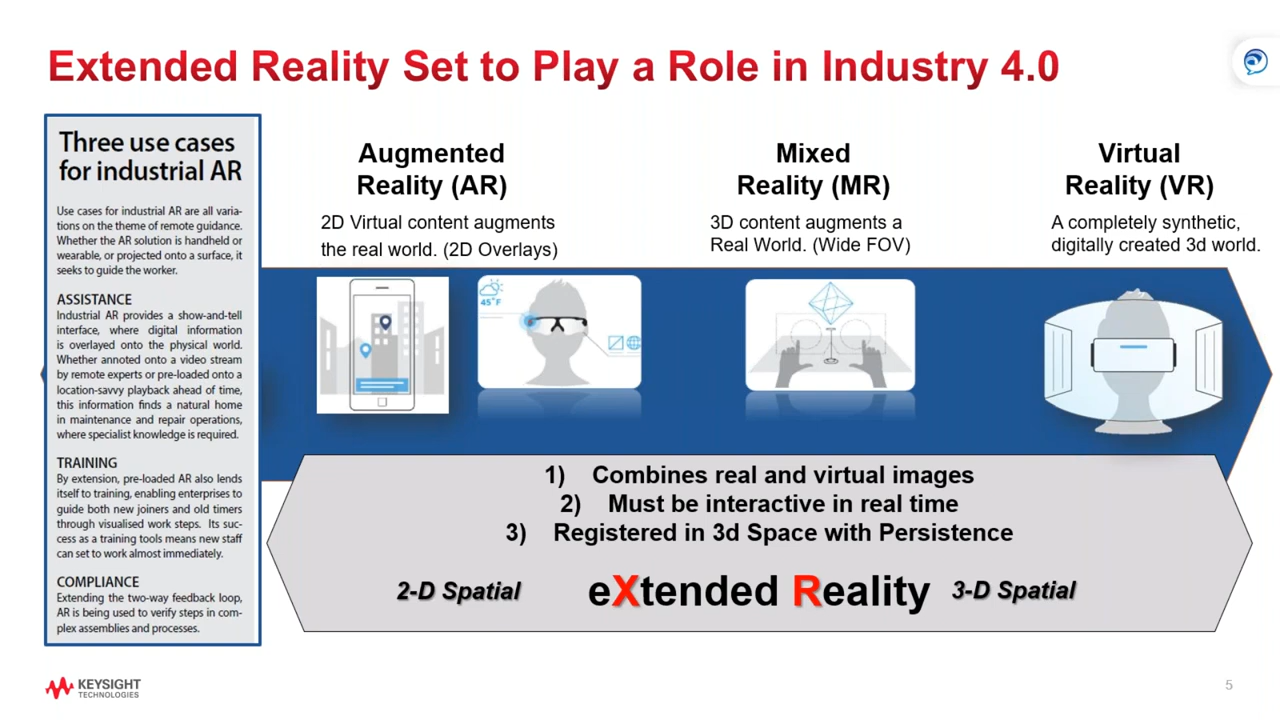 Extended Reality Set to Play a Role in Industry 4.0
Three use cases
for industrial AR
Use cases for industrial AR are all varia-
tions on the theme of remote guidance.
Whether the AR solution is handheld or
wearable, or projected onto a surface, it
seeks to guide the worker.
ASSISTANCE
Industrial AR provides a show-and-tell
interface, where digital information
is overlayed onto the physical world.
Whether annoted onto a video stream
by remote experts or pre-loaded onto a
location-savvy playback ahead of time,
this information finds a natural home
in maintenance and repair operations,
where specialist knowledge is required.
TRAINING
By extension, pre-loaded AR also lends
itself to training, enabling enterprises to
guide both new joiners and old timers
through visualised work steps. Its suc-
cess as a training tools means new staff
can set to work almost immediately.
COMPLIANCE
Extending the two-way feedback loop,
AR is being used to verify steps in com-
plex assemblies and processes.
Augmented
Reality (AR)
2D Virtual content augments
the real world. (2D Overlays)
45°F
Mixed
Reality (MR)
3D content augments a
Real World. (Wide FOV)
Virtual
Reality (VR)
A completely synthetic,
digitally created 3d world.
1) Combines real and virtual images
2) Must be interactive in real time
3) Registered in 3d Space with Persistence
2-D Spatial
eXtended Reality
3-D Spatial
KEYSIGHT
TECHNOLOGIES
5